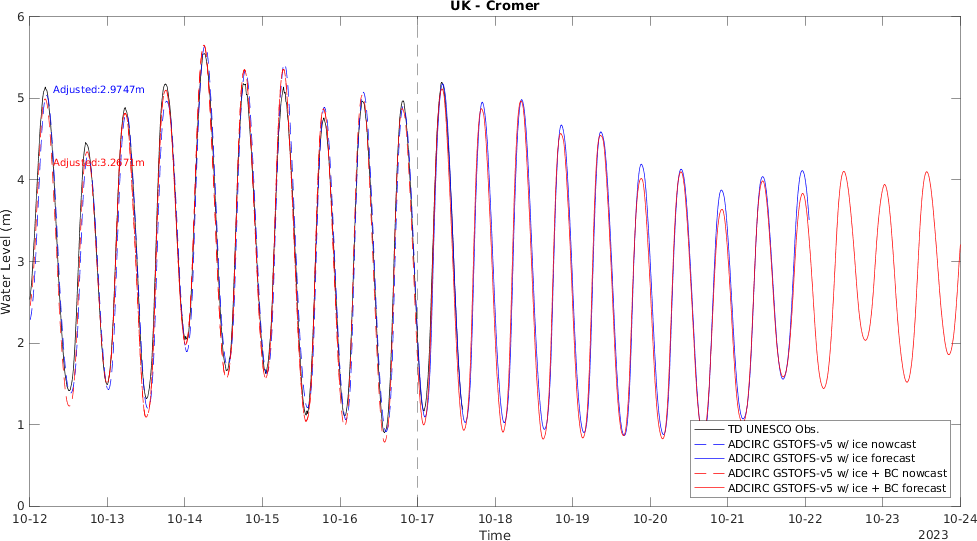 UK - Cromer
6
5
4
3
2
1
0
Water Level (m)
Adjusted:2.9747m
Adjusted:3.2671m
TD UNESCO Obs.
ADCIRC GSTOFS-v5 w/ ice nowcast
ADCIRC GSTOFS-v5 w/ ice forecast
ADCIRC GSTOFS-v5 w/ ice + BC nowcast
ADCIRC GSTOFS-v5 w/ ice + BC forecast
10-12 10-13 10-14 10-15 10-16 10-17 10-18 10-19 10-20 10-21 10-22 10-23 10-24
Time 2023